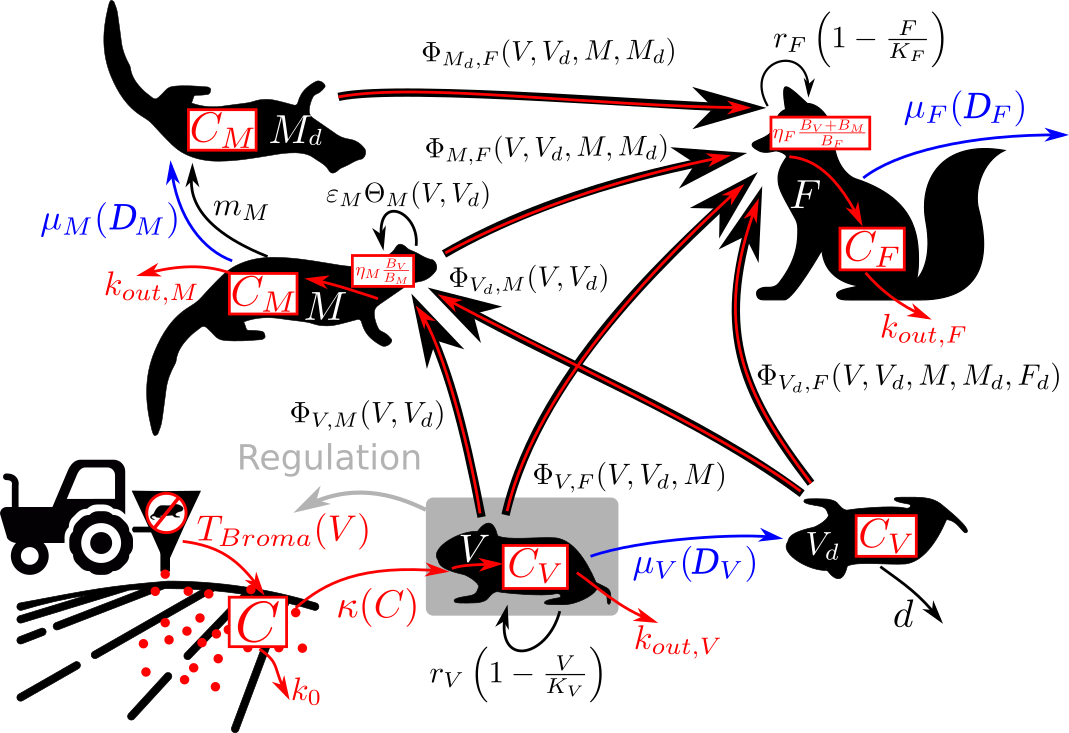 Φ_{M_d,F}(V, V_d, M, M_d)
r_F (1 − F/K_F)
C_M M_d
η_F (B_V+B_M)/B_F
μ_F(D_F)
Φ_{M,F}(V, V_d, M, M_d)
F
ε_MΘ_M(V, V_d)
μ_M(D_M)
m_M
C_F
η_M B_V/B_M
Φ_{V_d,M}(V, V_d)
k_{out,M}
C_M M
k_{out,F}
Φ_{V_d,F}(V, V_d, M, M_d, F_d)
Φ_{V,M}(V, V_d)
Regulation
Φ_{V,F}(V, V_d, M)
T_{Broma}(V)
V C_V
V_d C_V
μ_V(D_V)
κ(C)
C
d
k_{out,V}
r_V (1 − V/K_V)
k_0